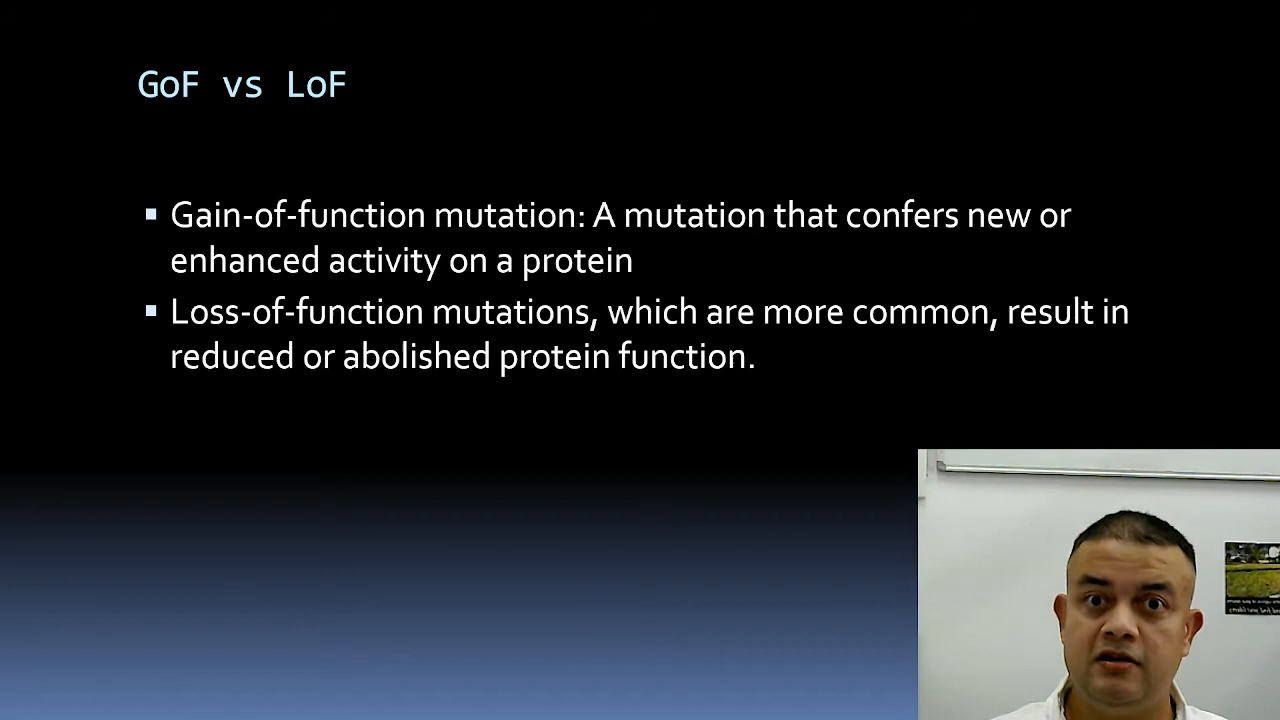 GoF vs LoF
▪ Gain-of-function mutation: A mutation that confers new or
enhanced activity on a protein
▪ Loss-of-function mutations, which are more common, result in
reduced or abolished protein function.